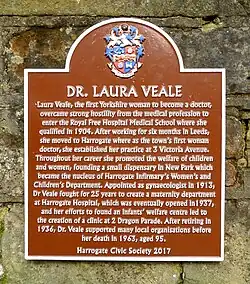 DR. LAURA VEALE
Laura Veale, the first Yorkshire woman to become a doctor,
overcame strong hostility from the medical profession to
enter the Royal Free Hospital Medical School where she
qualified in 1904. After working for six months in Leeds,
she moved to Harrogate where as the town's first woman
doctor, she established her practice at 3 Victoria Avenue.
Throughout her career she promoted the welfare of children
and women, founding a small dispensary in New Park which
became the nucleus of Harrogate Infirmary's Women's and
Children's Department. Appointed as gynaecologist in 1913,
Dr Veale fought for 25 years to create a maternity department
at Harrogate Hospital, which was eventually opened in 1937,
and her efforts to found an infants' welfare centre led to the
creation of a clinic at 2 Dragon Parade. After retiring in
1936, Dr. Veale supported many local organisations before
her death in 1963, aged 95.
Harrogate Civic Society 2017